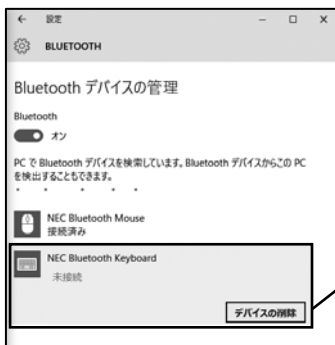 ← 設定 － □ ×
BLUETOOTH
Bluetooth デバイスの管理
Bluetooth
オン
PC で Bluetooth デバイスを検索しています。Bluetooth デバイスからこの PC
を検出することもできます。
NEC Bluetooth Mouse
接続済み
NEC Bluetooth Keyboard
未接続
デバイスの削除